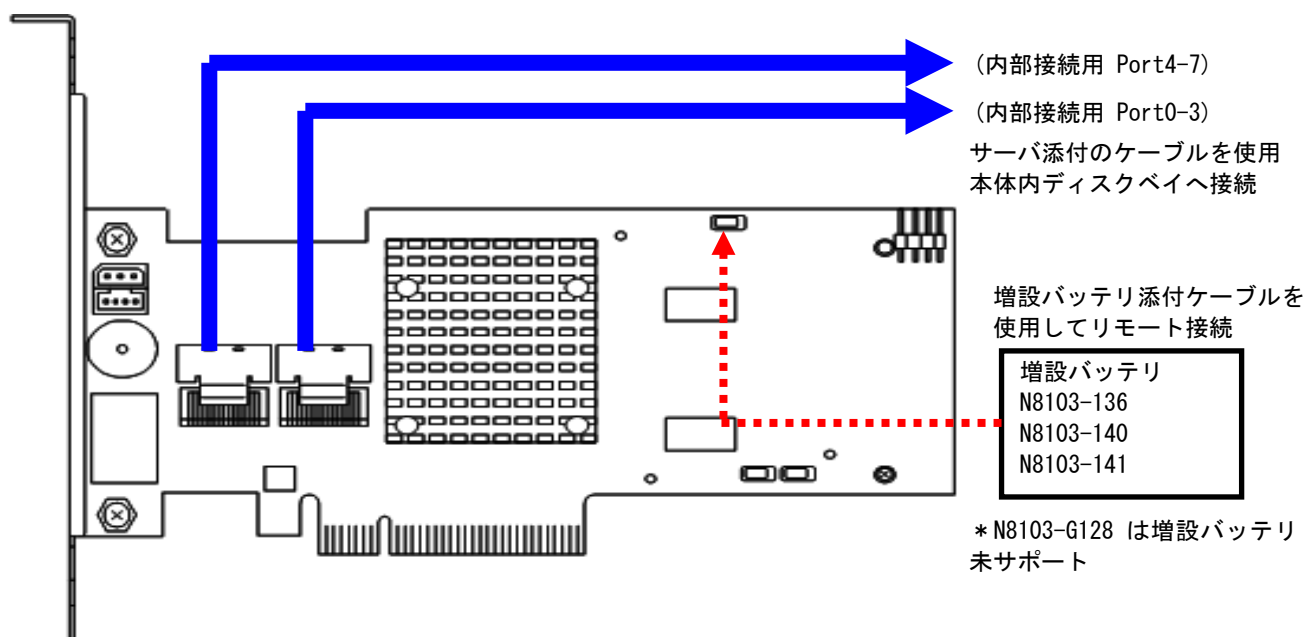 (内部接続用 Port4-7)
(内部接続用 Port0-3)
サーバ添付のケーブルを使用
本体内ディスクベイへ接続
増設バッテリ添付ケーブルを
使用してリモート接続
増設バッテリ
N8103-136
N8103-140
N8103-141
*N8103-G128 は増設バッテリ
未サポート